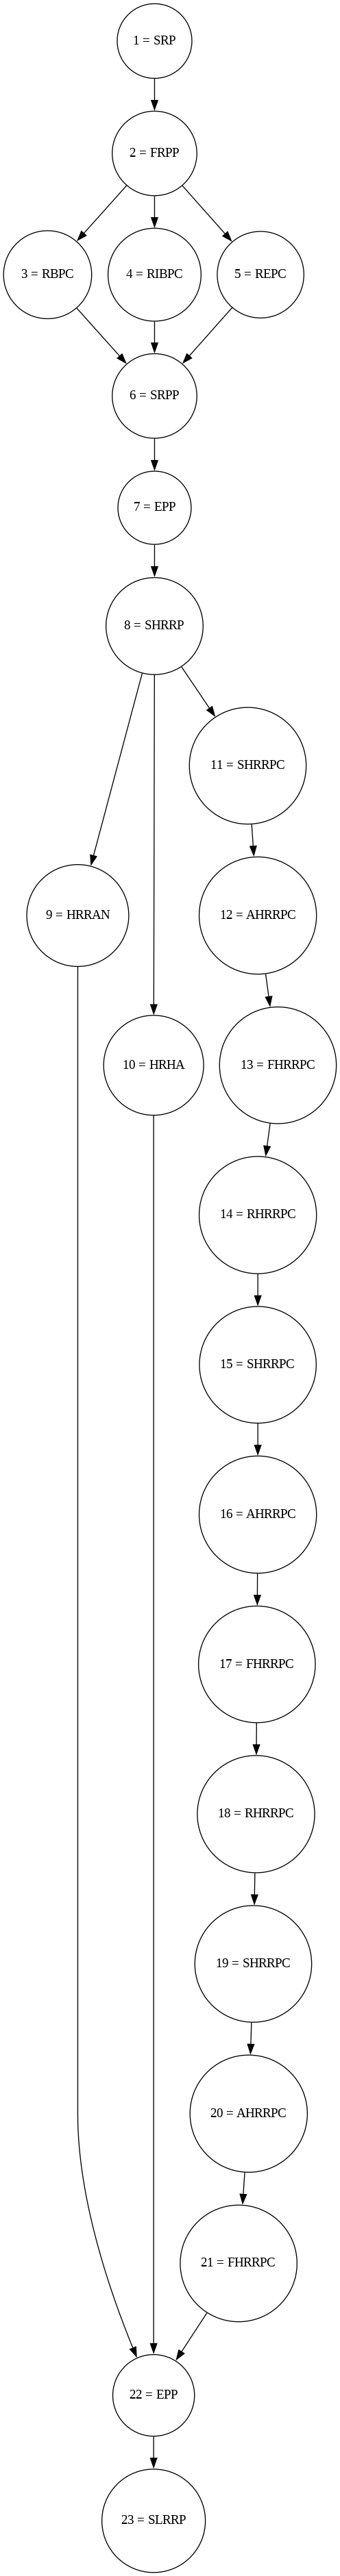 1 = SRP
2 = FRPP
3 = RBPC
4 = RIBPC
5 = REPC
6 = SRPP
7 = EPP
8 = SHRRP
11 = SHRRPC
9 = HRRAN
12 = AHRRPC
10 = HRHA
13 = FHRRPC
14 = RHRRPC
15 = SHRRPC
16 = AHRRPC
17 = FHRRPC
18 = RHRRPC
19 = SHRRPC
20 = AHRRPC
21 = FHRRPC
22 = EPP
23 = SLRRP